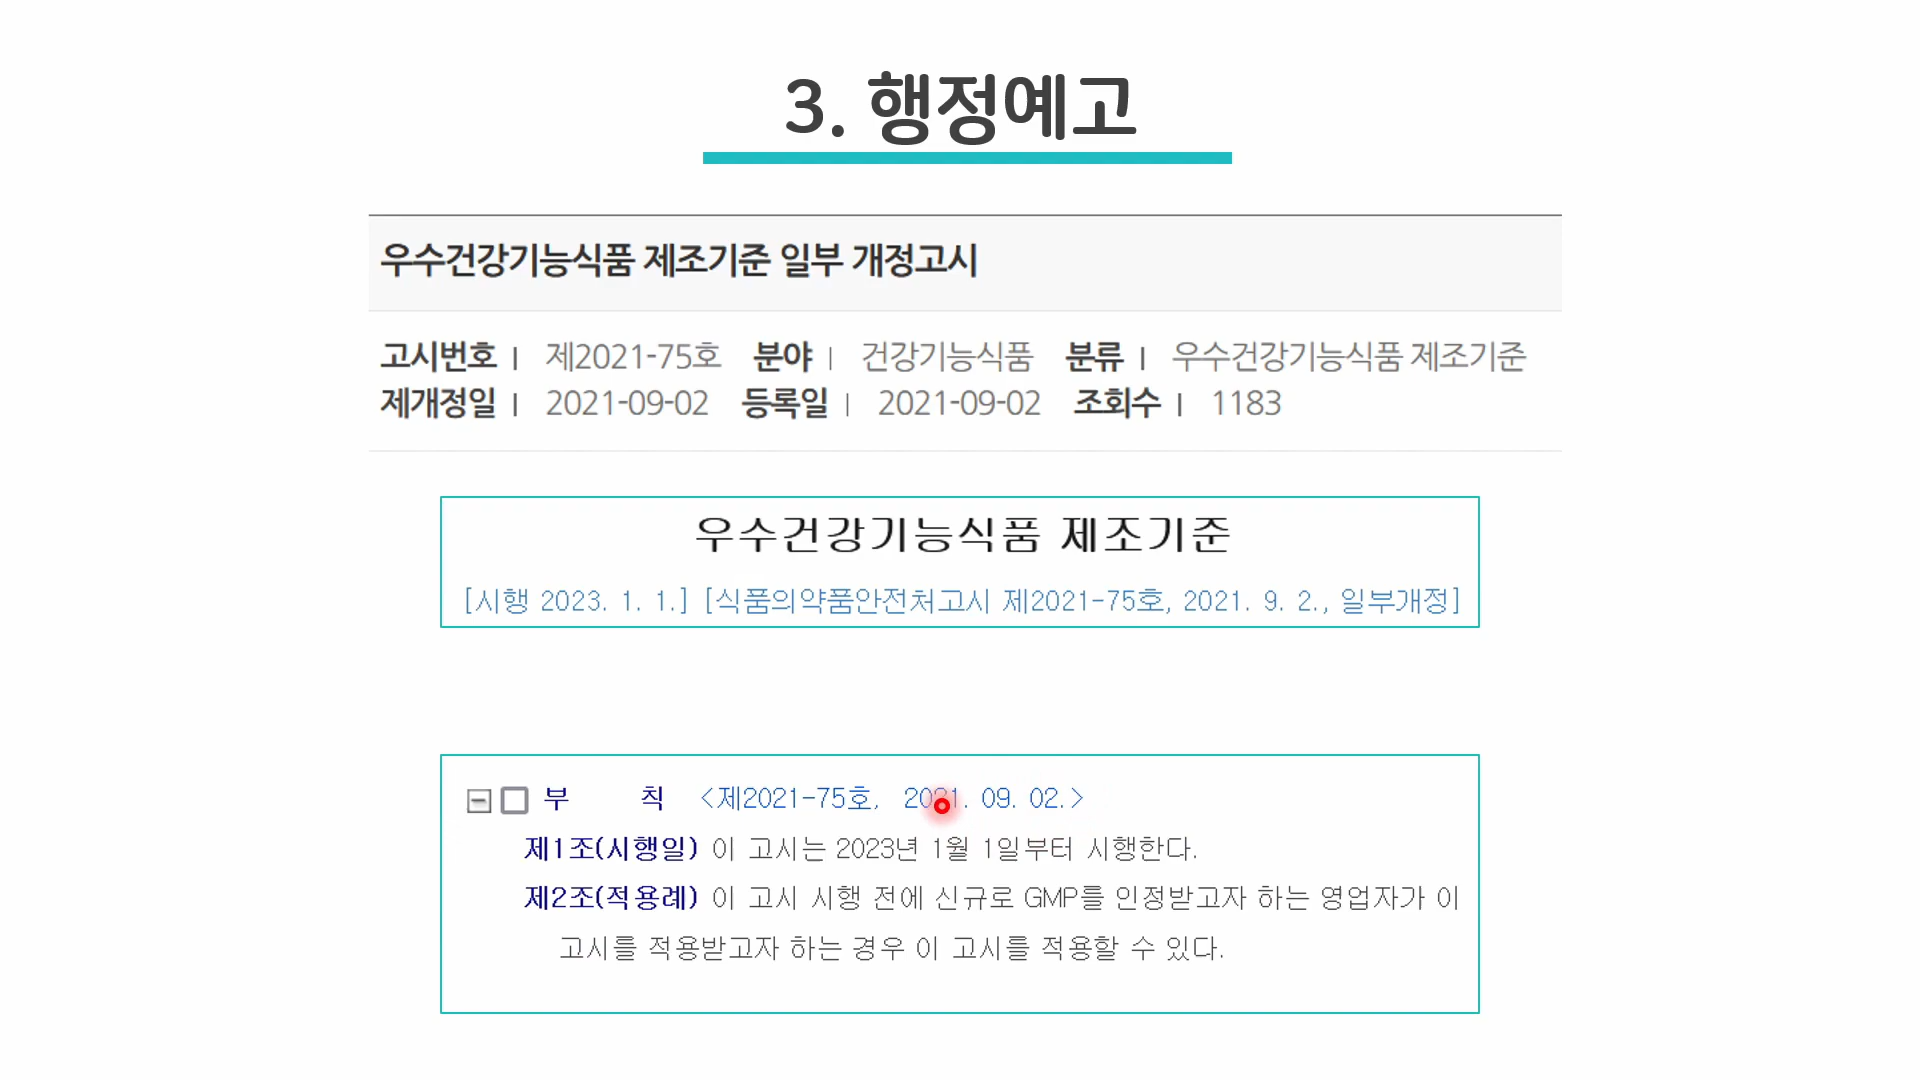 3. 행정예고
우수건강기능식품 제조기준 일부 개정고시
고시번호 | 제2021-75호 분야 | 건강기능식품 분류 | 우수건강기능식품 제조기준
제개정일 | 2021-09-02 등록일 | 2021-09-02 조회수 | 1183
우수건강기능식품 제조기준
[시행 2023. 1. 1.] [식품의약품안전처고시 제2021-75호, 2021. 9. 2., 일부개정]
부 칙 <제2021-75호, 2021. 09. 02.>
제1조(시행일) 이 고시는 2023년 1월 1일부터 시행한다.
제2조(적용례) 이 고시 시행 전에 신규로 GMP를 인정받고자 하는 영업자가 이
고시를 적용받고자 하는 경우 이 고시를 적용할 수 있다.